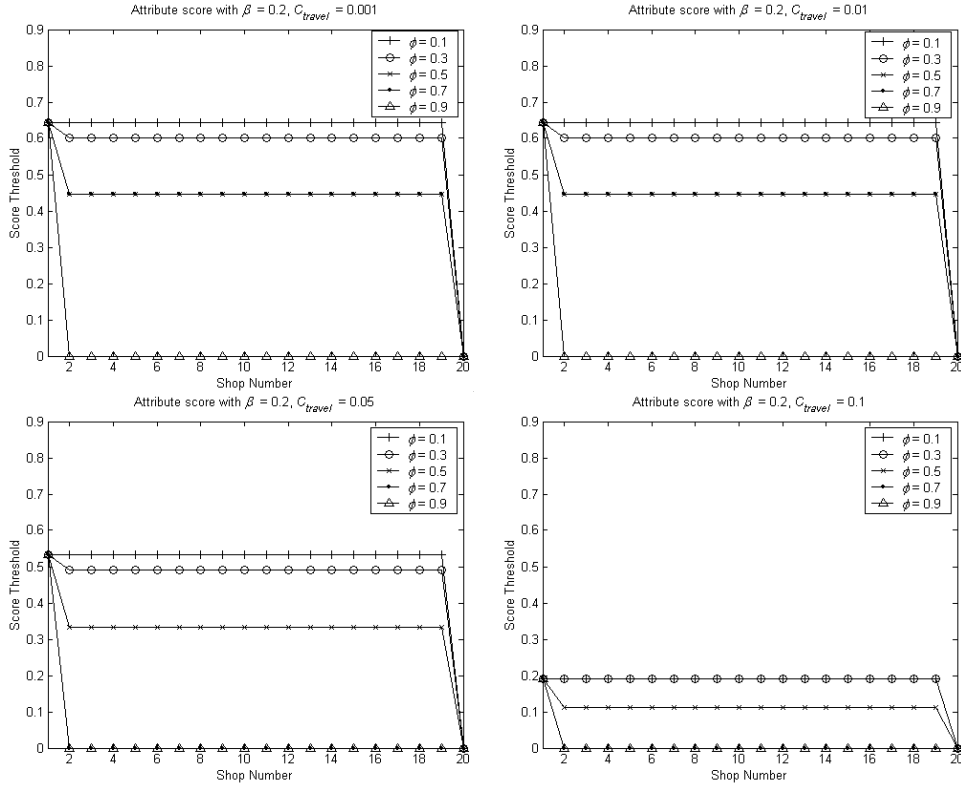 Attribute score with β = 0.2, C_travel = 0.001
0.9
0.8
0.7
0.6
0.5
0.4
0.3
0.2
0.1
0
Score Threshold
ϕ = 0.1
ϕ = 0.3
ϕ = 0.5
ϕ = 0.7
ϕ = 0.9
2 4 6 8 10 12 14 16 18 20
Shop Number
Attribute score with β = 0.2, C_travel = 0.01
0.9
0.8
0.7
0.6
0.5
0.4
0.3
0.2
0.1
0
Score Threshold
ϕ = 0.1
ϕ = 0.3
ϕ = 0.5
ϕ = 0.7
ϕ = 0.9
2 4 6 8 10 12 14 16 18 20
Shop Number
Attribute score with β = 0.2, C_travel = 0.05
0.9
0.8
0.7
0.6
0.5
0.4
0.3
0.2
0.1
0
Score Threshold
ϕ = 0.1
ϕ = 0.3
ϕ = 0.5
ϕ = 0.7
ϕ = 0.9
2 4 6 8 10 12 14 16 18 20
Shop Number
Attribute score with β = 0.2, C_travel = 0.1
0.9
0.8
0.7
0.6
0.5
0.4
0.3
0.2
0.1
0
Score Threshold
ϕ = 0.1
ϕ = 0.3
ϕ = 0.5
ϕ = 0.7
ϕ = 0.9
2 4 6 8 10 12 14 16 18 20
Shop Number